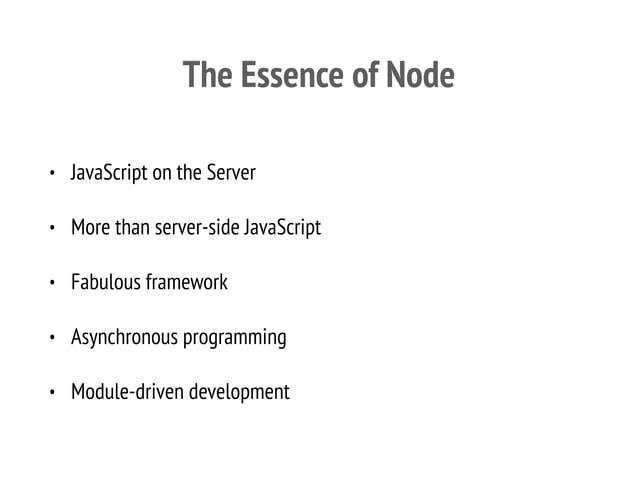 The Essence of Node
• JavaScript on the Server
• More than server-side JavaScript
• Fabulous framework
• Asynchronous programming
• Module-driven development